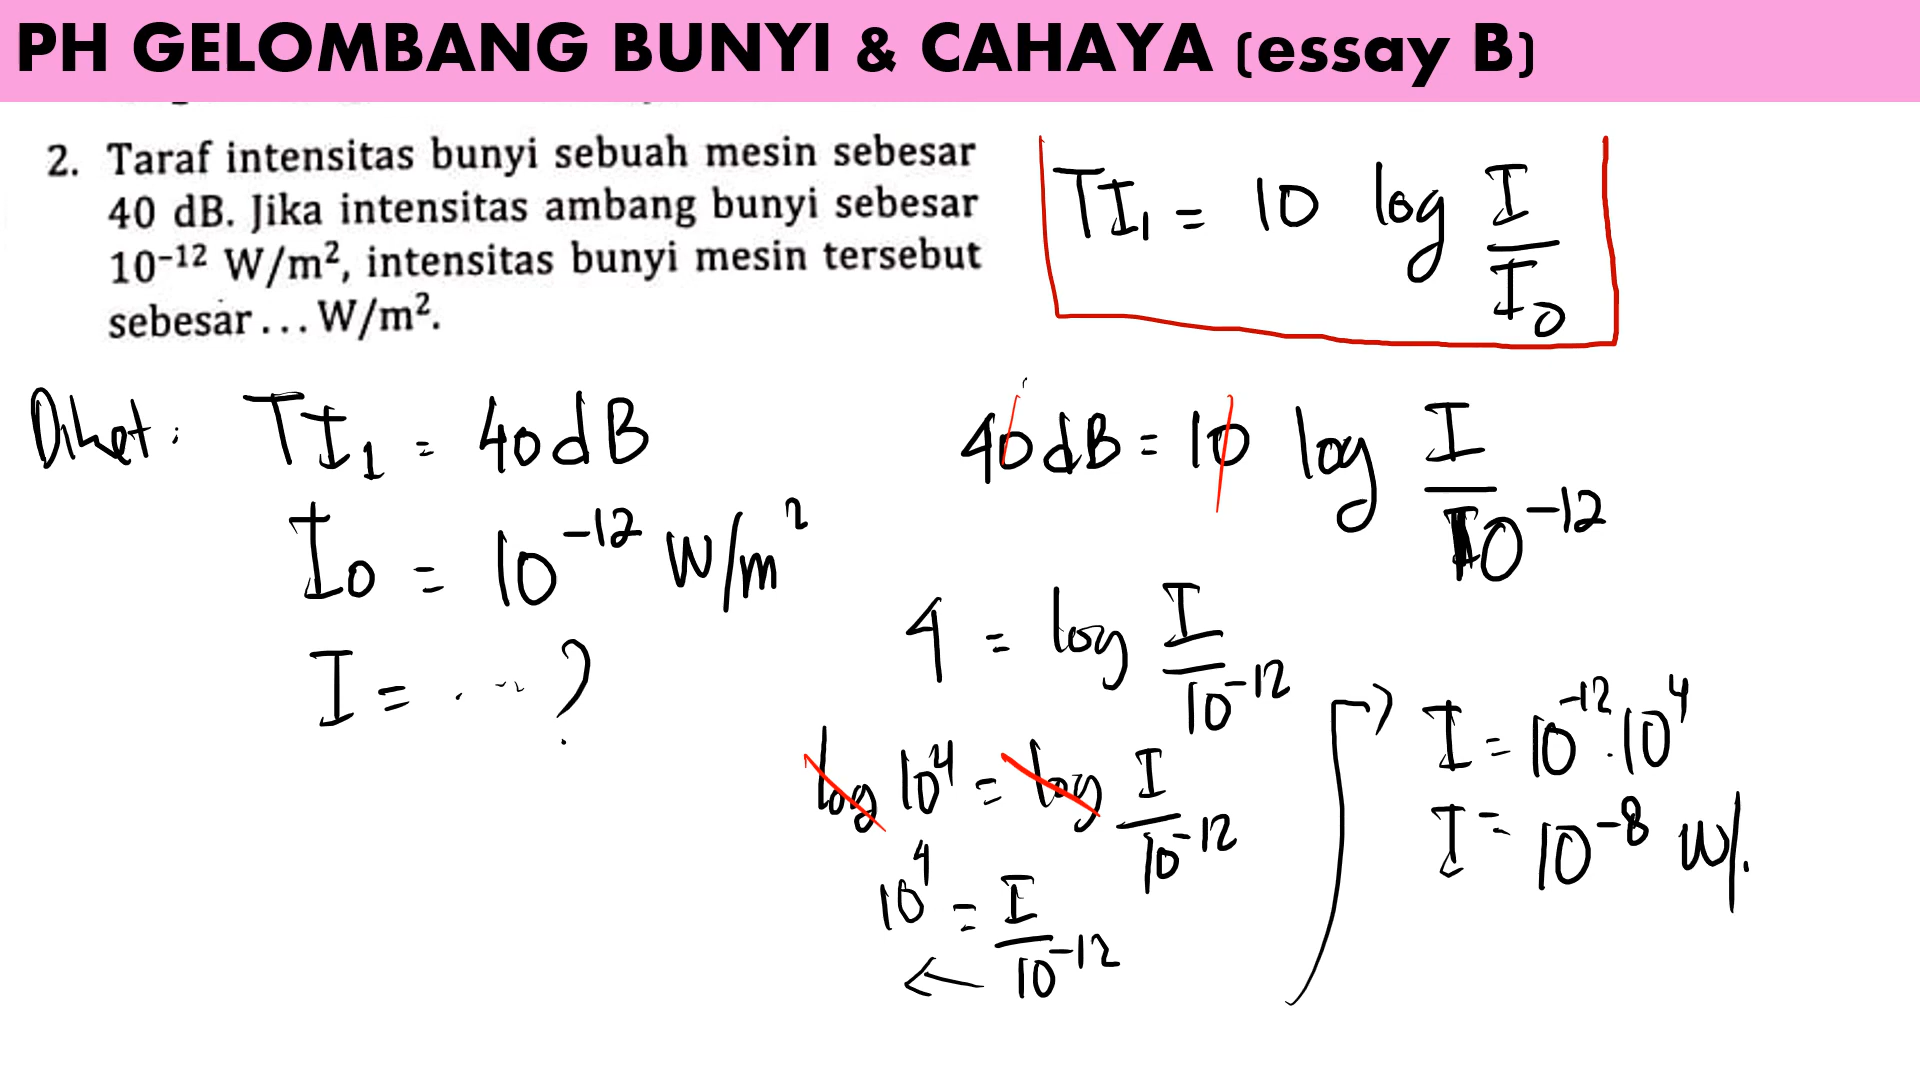 PH GELOMBANG BUNYI & CAHAYA (essay B)
2. Taraf intensitas bunyi sebuah mesin sebesar
40 dB. Jika intensitas ambang bunyi sebesar
10⁻¹² W/m², intensitas bunyi mesin tersebut
sebesar ... W/m².
TI₁ = 10 log I/I₀
Diket: TI₁ = 40 dB
I₀ = 10⁻¹² W/m²
I = ....?
40 dB = 10 log I/10⁻¹²
4 = log I/10⁻¹²
log 10⁴ = log I/10⁻¹²
10⁴ = I/10⁻¹²
I = 10⁻¹² . 10⁴
I = 10⁻⁸ W/.